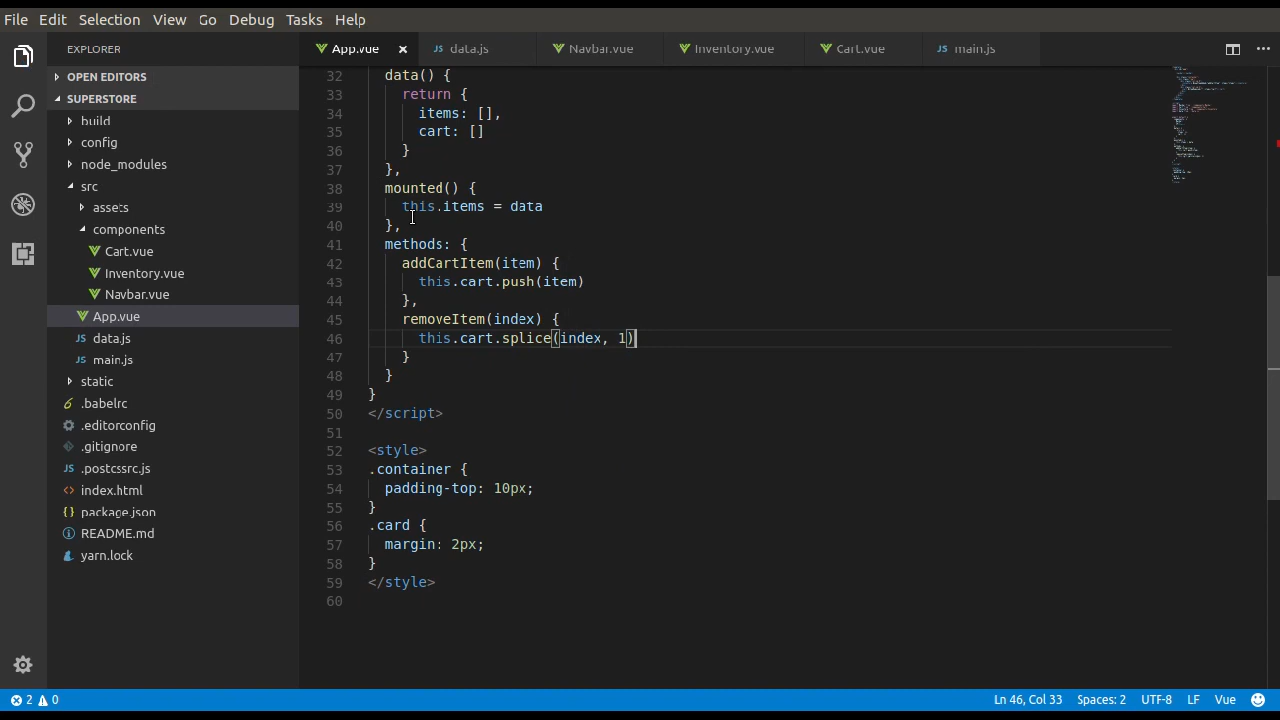 File Edit Selection View Go Debug Tasks Help
EXPLORER
OPEN EDITORS
SUPERSTORE
build
config
node_modules
src
assets
components
Cart.vue
Inventory.vue
Navbar.vue
App.vue
JS data.js
JS main.js
static
.babelrc
.editorconfig
.gitignore
JS .postcssrc.js
<> index.html
{} package.json
README.md
yarn.lock
App.vue × JS data.js Navbar.vue Inventory.vue Cart.vue JS main.js
32 data() {
33 return {
34 items: [],
35 cart: []
36 }
37 },
38 mounted() {
39 this.items = data
40 },
41 methods: {
42 addCartItem(item) {
43 this.cart.push(item)
44 },
45 removeItem(index) {
46 this.cart.splice(index, 1)
47 }
48 }
49 }
50 </script>
51
52 <style>
53 .container {
54 padding-top: 10px;
55 }
56 .card {
57 margin: 2px;
58 }
59 </style>
60
2 0 Ln 46, Col 33 Spaces: 2 UTF-8 LF Vue